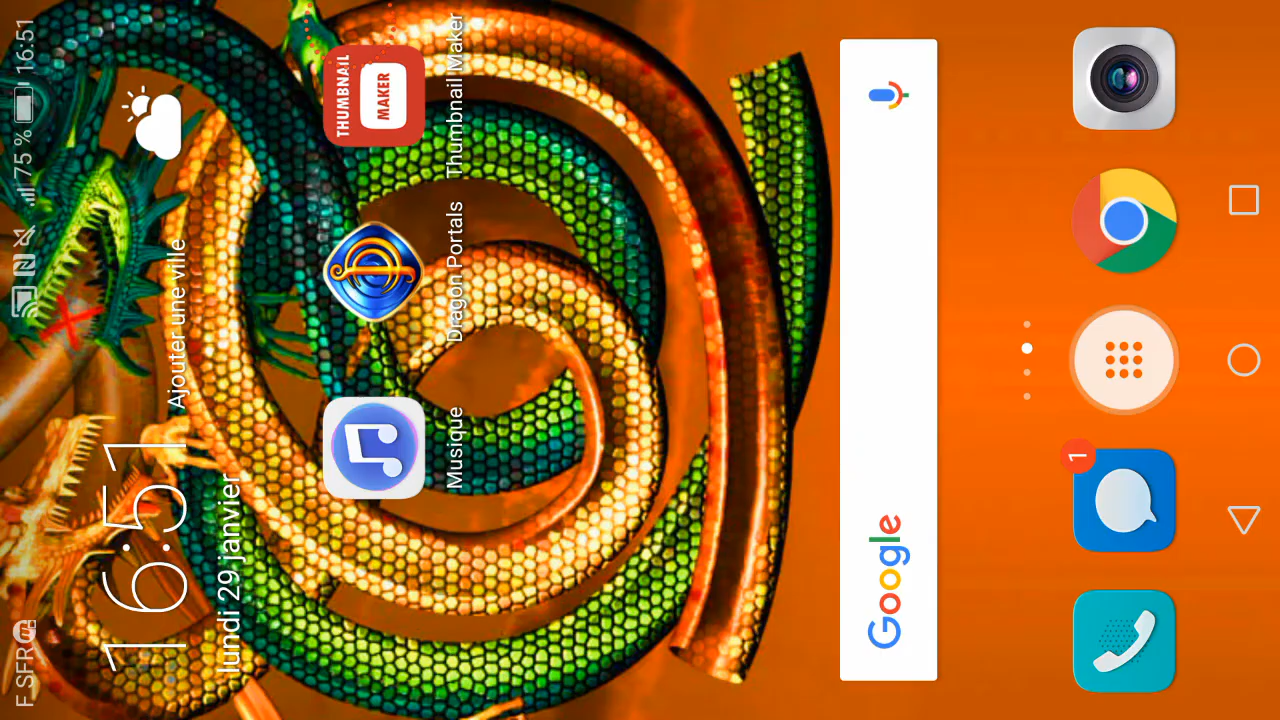 F SFR
75 % 16:51
16:51
Ajouter une ville
lundi 29 janvier
THUMBNAIL
MAKER
Musique
Dragon Portals
Thumbnail Maker
Google
1